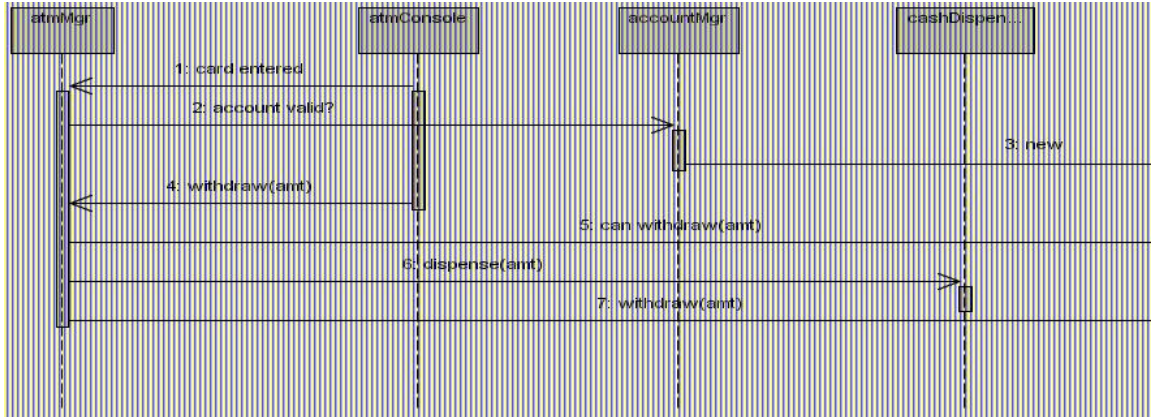 atmMgr
atmConsole
accountMgr
cashDispen...
1: card entered
2: account valid?
3: new
4: withdraw(amt)
5: can withdraw(amt)
6: dispense(amt)
7: withdraw(amt)